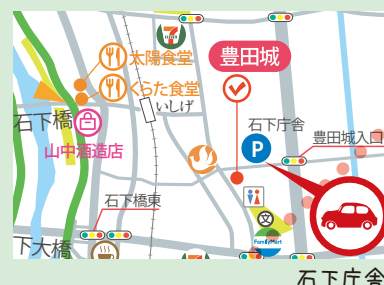 太陽食堂
豊田城
くらた食堂
いしげ
石下橋
石下庁舎
豊田城入口
P
山中酒造店
石下橋東
文
FamilyMart
下大橋
石下庁舎